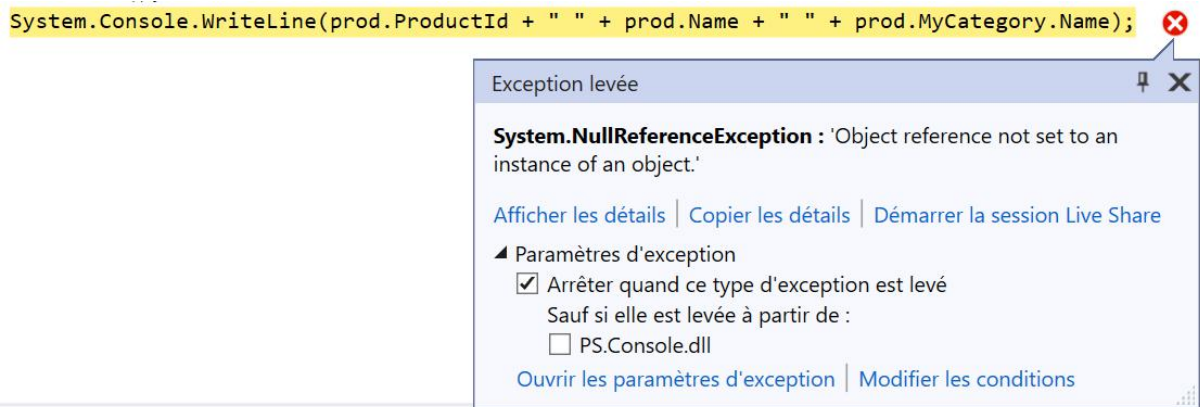 System.Console.WriteLine(prod.ProductId + " " + prod.Name + " " + prod.MyCategory.Name);
Exception levée
System.NullReferenceException : 'Object reference not set to an
instance of an object.'
Afficher les détails | Copier les détails | Démarrer la session Live Share
Paramètres d'exception
Arrêter quand ce type d'exception est levé
Sauf si elle est levée à partir de :
PS.Console.dll
Ouvrir les paramètres d'exception | Modifier les conditions